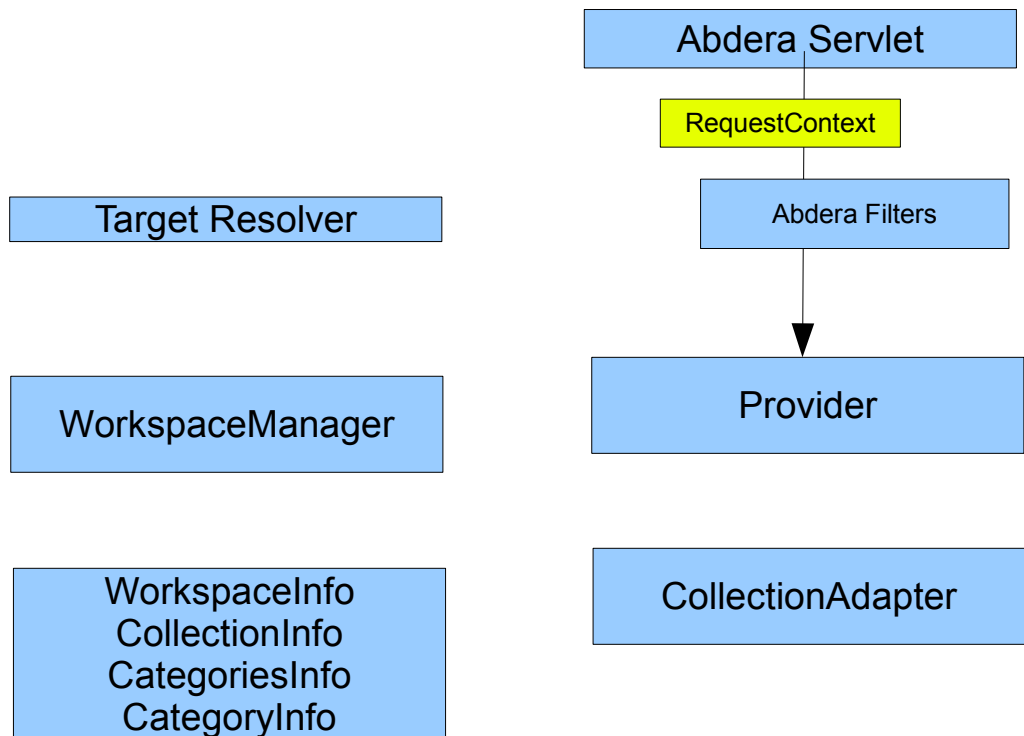 Abdera Servlet
RequestContext
Target Resolver
Abdera Filters
WorkspaceManager
Provider
WorkspaceInfo
CollectionInfo
CategoriesInfo
CategoryInfo
CollectionAdapter